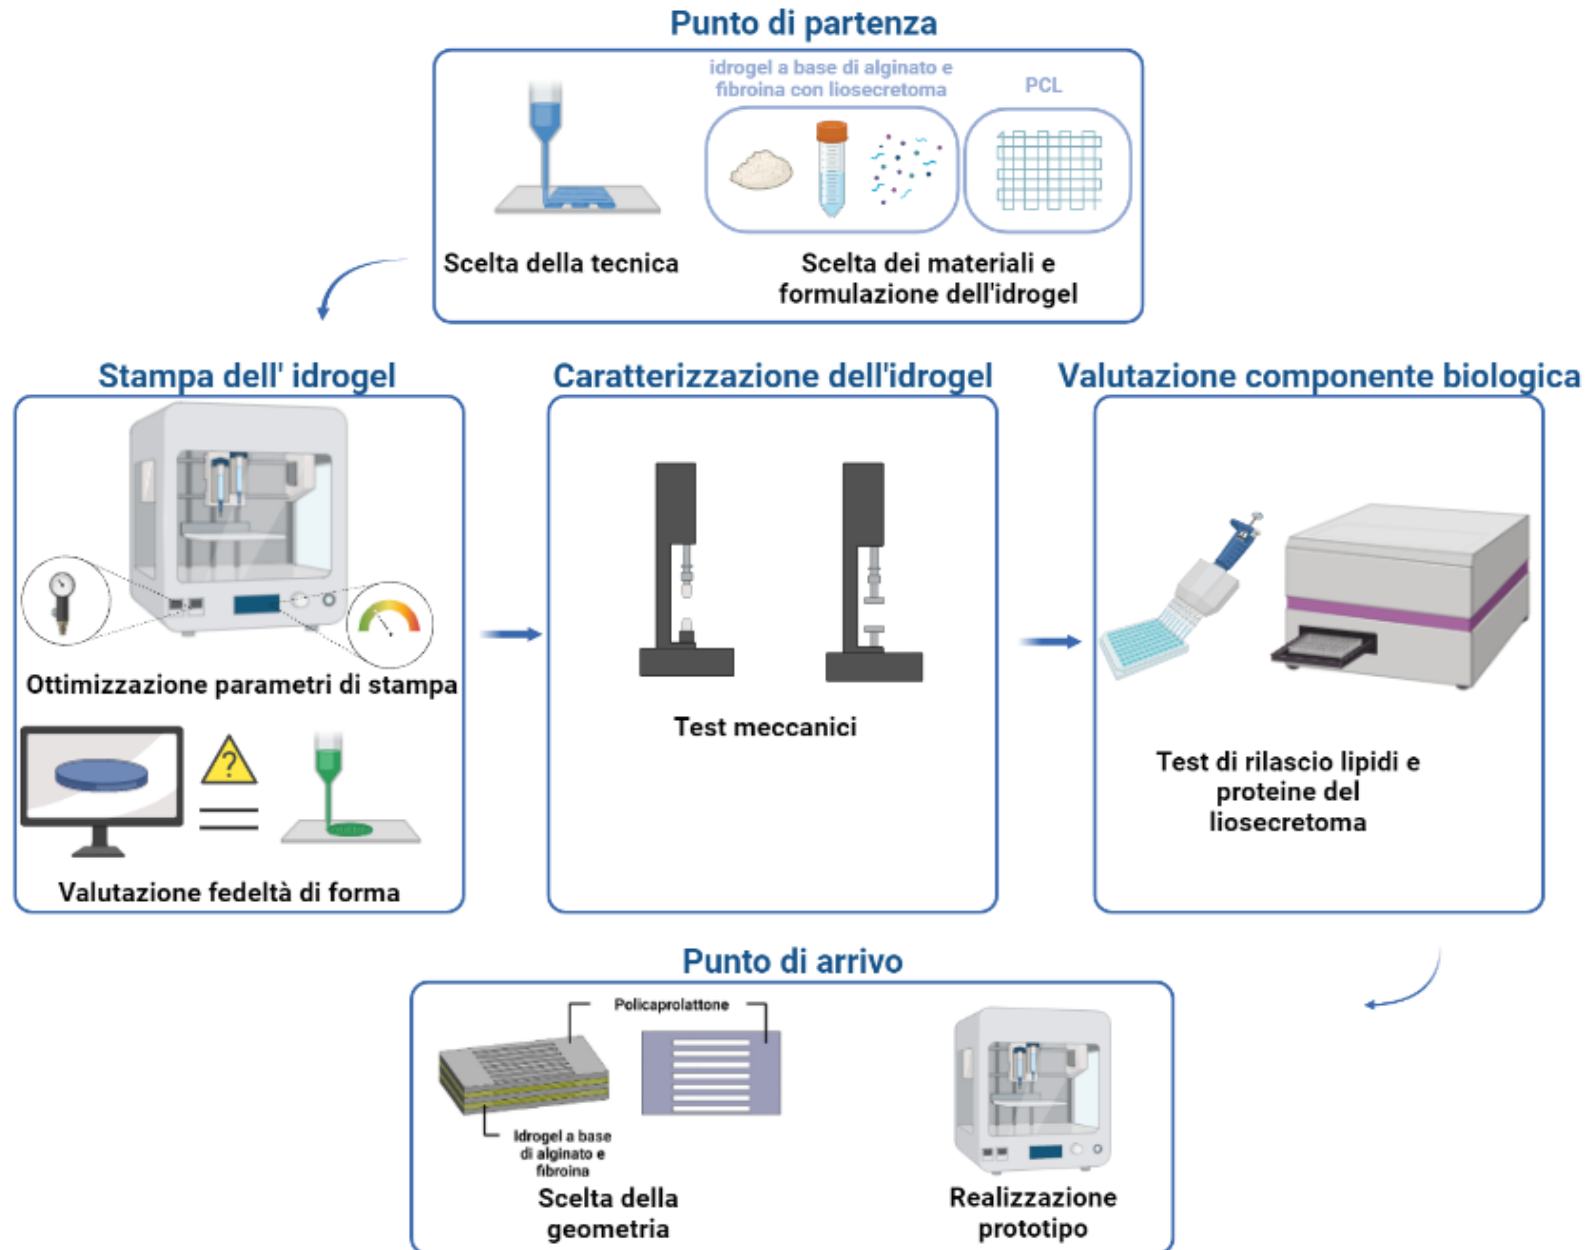 Punto di partenza
idrogel a base di alginato e
fibroina con liosecretoma
PCL
Scelta della tecnica
Scelta dei materiali e
formulazione dell'idrogel
Stampa dell' idrogel
Ottimizzazione parametri di stampa
?
Valutazione fedeltà di forma
Caratterizzazione dell'idrogel
Test meccanici
Valutazione componente biologica
Test di rilascio lipidi e
proteine del
liosecretoma
Punto di arrivo
Policaprolattone
Idrogel a base
di alginato e
fibroina
Scelta della
geometria
Realizzazione
prototipo